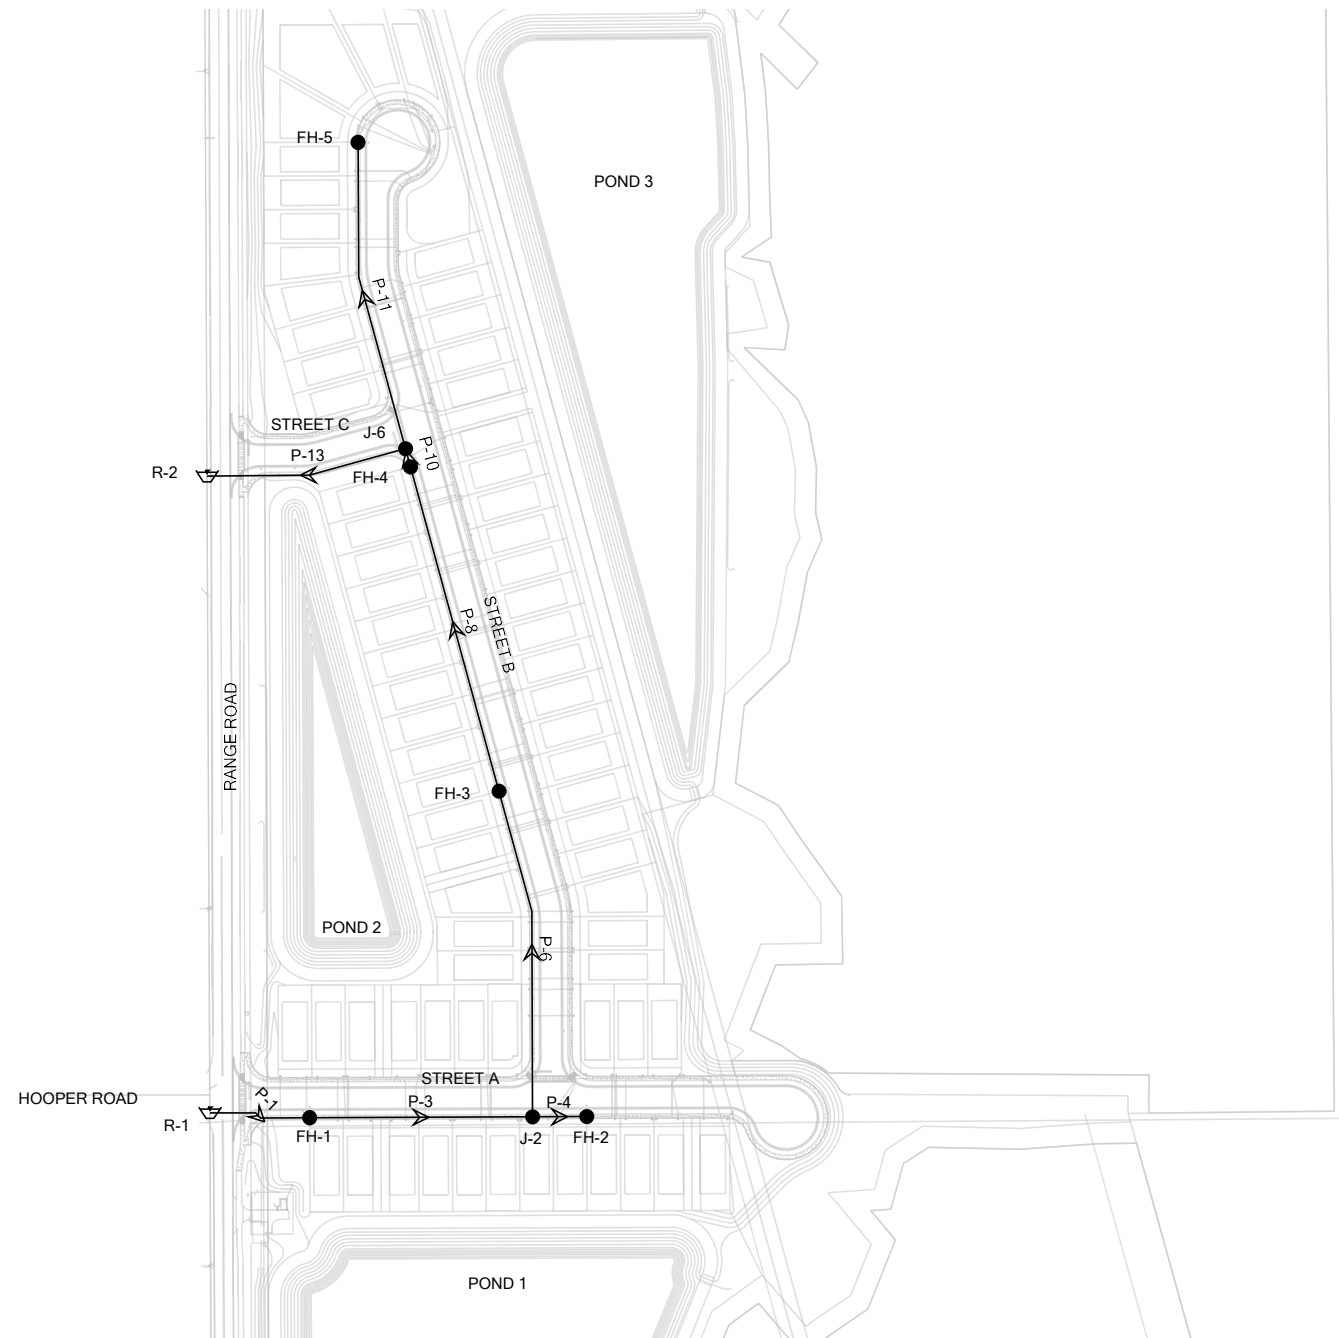 FH-5
POND 3
P-11
STREET C
J-6
P-10
P-13
R-2
FH-4
P-8
STREET B
RANGE ROAD
FH-3
POND 2
P-6
STREET A
HOOPER ROAD
P-1
P-3
P-4
R-1
FH-1
J-2
FH-2
POND 1